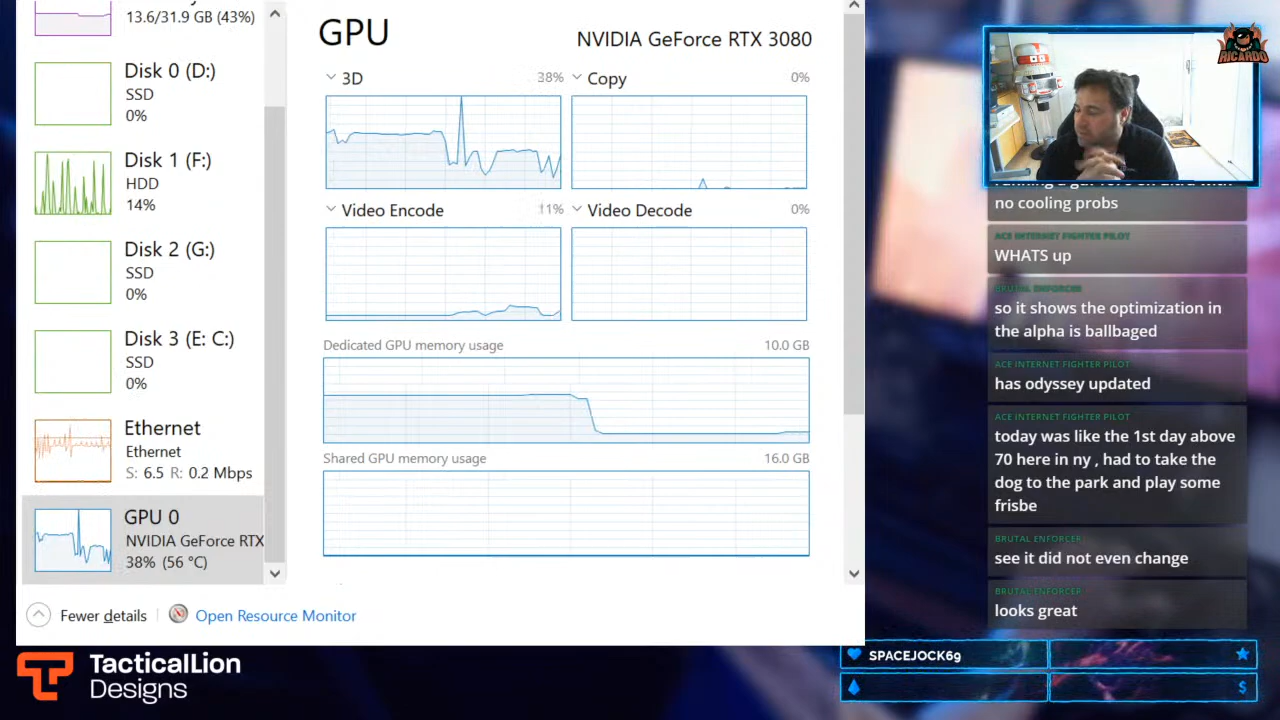 13.6/31.9 GB (43%)
Disk 0 (D:)
SSD
0%
Disk 1 (F:)
HDD
14%
Disk 2 (G:)
SSD
0%
Disk 3 (E: C:)
SSD
0%
Ethernet
Ethernet
S: 6.5 R: 0.2 Mbps
GPU 0
NVIDIA GeForce RTX
38% (56 °C)
GPU
NVIDIA GeForce RTX 3080
3D 38%
Copy 0%
Video Encode 11%
Video Decode 0%
Dedicated GPU memory usage 10.0 GB
Shared GPU memory usage 16.0 GB
Fewer details
Open Resource Monitor
TacticalLion
Designs
RICARDO
no cooling probs
ACE INTERNET FIGHTER PILOT
WHATS up
BRUTAL ENFORCER
so it shows the optimization in
the alpha is ballbaged
ACE INTERNET FIGHTER PILOT
has odyssey updated
ACE INTERNET FIGHTER PILOT
today was like the 1st day above
70 here in ny , had to take the
dog to the park and play some
frisbe
BRUTAL ENFORCER
see it did not even change
BRUTAL ENFORCER
looks great
SPACEJOCK69
$